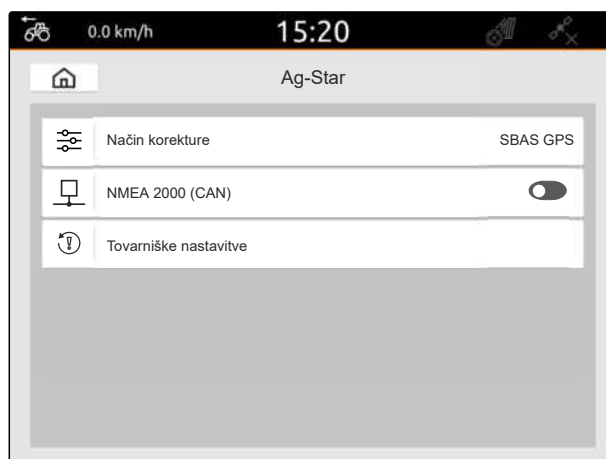 0.0 km/h
15:20
Ag-Star
Način korekture
SBAS GPS
NMEA 2000 (CAN)
Tovarniške nastavitve